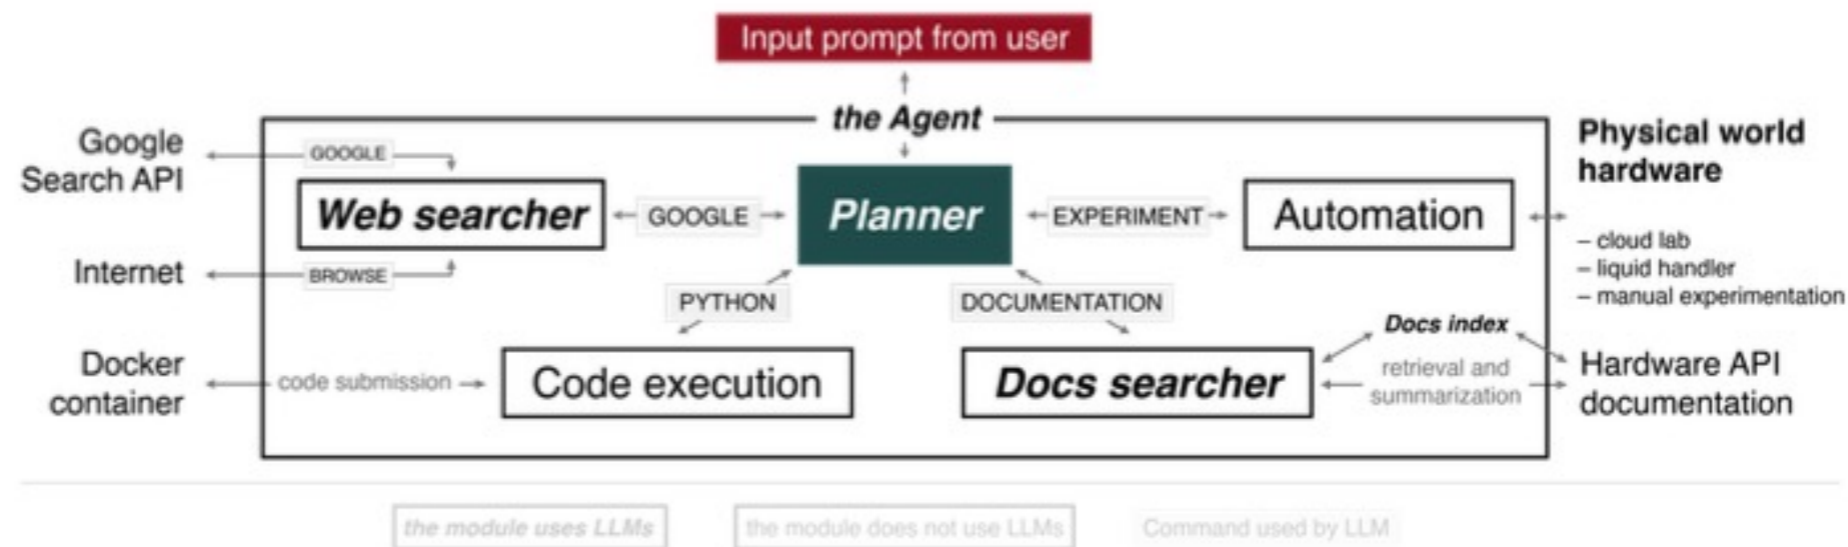 Input prompt from user
the Agent
Google
Search API
GOOGLE
Web searcher
GOOGLE
Planner
EXPERIMENT
Automation
Physical world
hardware
– cloud lab
– liquid handler
– manual experimentation
Internet
BROWSE
PYTHON
DOCUMENTATION
Docker
container
code submission
Code execution
Docs searcher
Docs index
retrieval and
summarization
Hardware API
documentation
the module uses LLMs
the module does not use LLMs
Command used by LLM